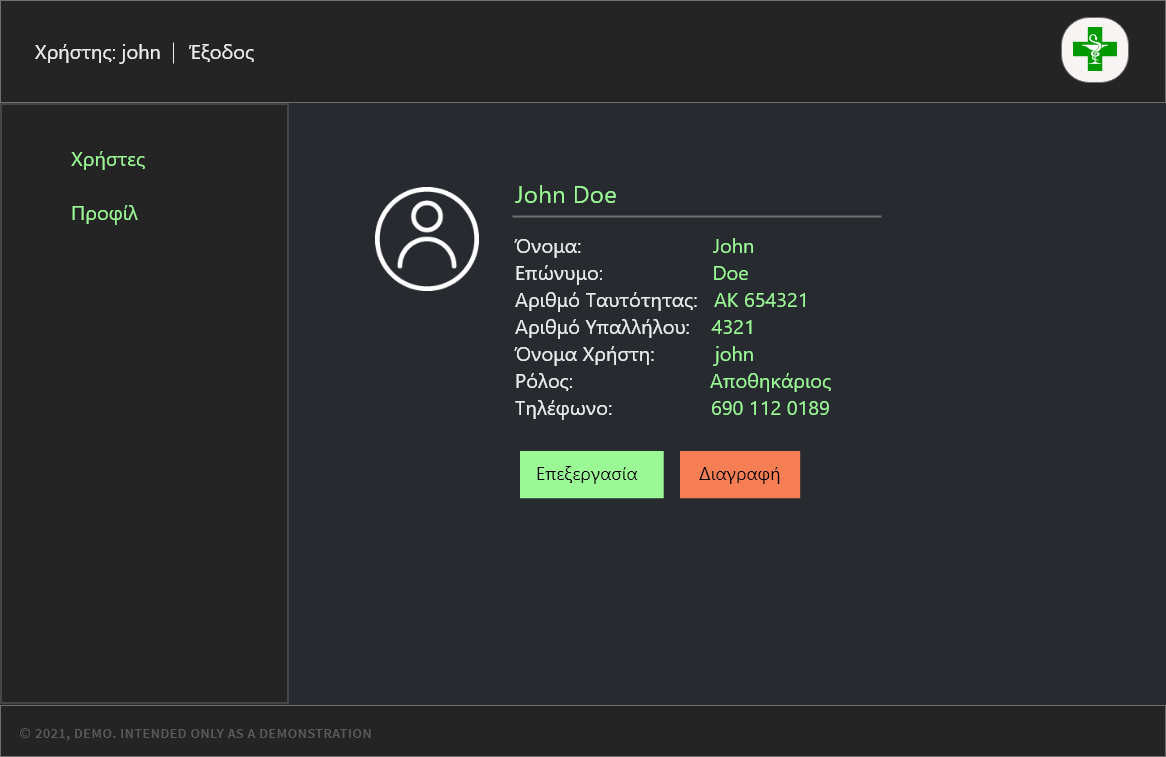 Χρήστης: john | Έξοδος
Χρήστες
Προφίλ
John Doe
Όνομα: John
Επώνυμο: Doe
Αριθμό Ταυτότητας: ΑΚ 654321
Αριθμό Υπαλλήλου: 4321
Όνομα Χρήστη: john
Ρόλος: Αποθηκάριος
Τηλέφωνο: 690 112 0189
Επεξεργασία Διαγραφή
© 2021, DEMO. INTENDED ONLY AS A DEMONSTRATION